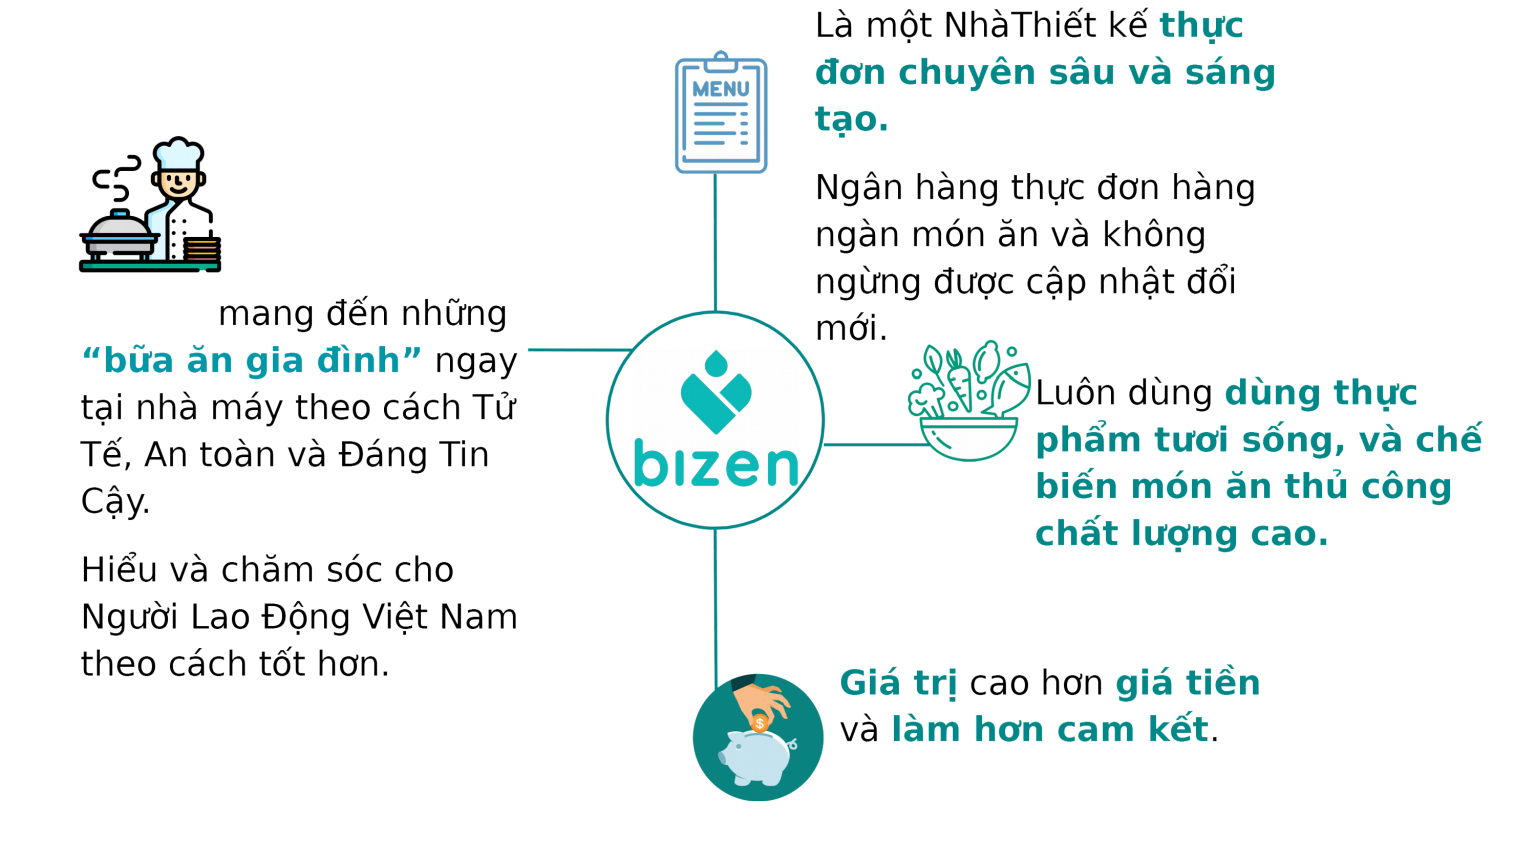 Là một NhàThiết kế thực
đơn chuyên sâu và sáng
tạo.
MENU
Ngân hàng thực đơn hàng
ngàn món ăn và không
ngừng được cập nhật đổi
mới.
mang đến những
“bữa ăn gia đình” ngay
tại nhà máy theo cách Tử
Tế, An toàn và Đáng Tin
Cậy.
Hiểu và chăm sóc cho
Người Lao Động Việt Nam
theo cách tốt hơn.
bizen
Luôn dùng dùng thực
phẩm tươi sống, và chế
biến món ăn thủ công
chất lượng cao.
Giá trị cao hơn giá tiền
và làm hơn cam kết.
$